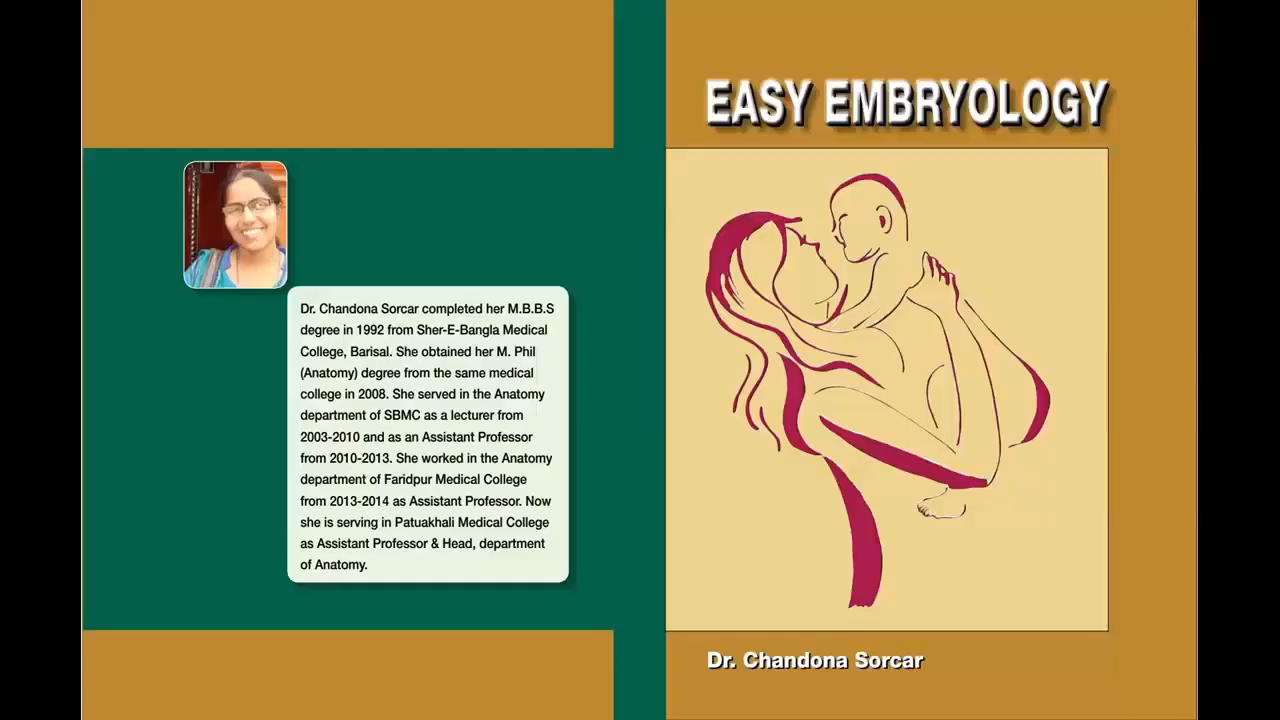 EASY EMBRYOLOGY
Dr. Chandona Sorcar completed her M.B.B.S
degree in 1992 from Sher-E-Bangla Medical
College, Barisal. She obtained her M. Phil
(Anatomy) degree from the same medical
college in 2008. She served in the Anatomy
department of SBMC as a lecturer from
2003-2010 and as an Assistant Professor
from 2010-2013. She worked in the Anatomy
department of Faridpur Medical College
from 2013-2014 as Assistant Professor. Now
she is serving in Patuakhali Medical College
as Assistant Professor & Head, department
of Anatomy.
Dr. Chandona Sorcar